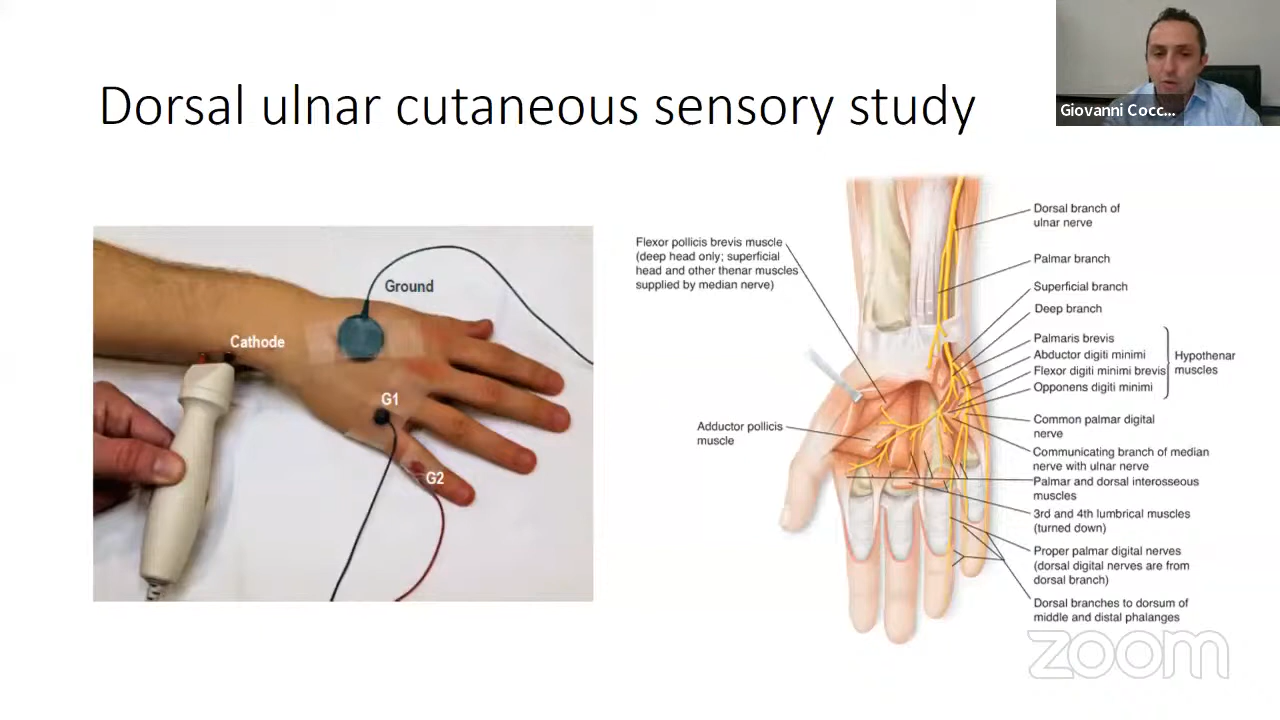 Dorsal ulnar cutaneous sensory study
Giovanni Cocc...
Ground
Cathode
G1
G2
Flexor pollicis brevis muscle
(deep head only; superficial
head and other thenar muscles
supplied by median nerve)
Adductor pollicis
muscle
Dorsal branch of
ulnar nerve
Palmar branch
Superficial branch
Deep branch
Palmaris brevis
Abductor digiti minimi
Flexor digiti minimi brevis
Opponens digiti minimi
Hypothenar
muscles
Common palmar digital
nerve
Communicating branch of median
nerve with ulnar nerve
Palmar and dorsal interosseous
muscles
3rd and 4th lumbrical muscles
(turned down)
Proper palmar digital nerves
(dorsal digital nerves are from
dorsal branch)
Dorsal branches to dorsum of
middle and distal phalanges
zoom